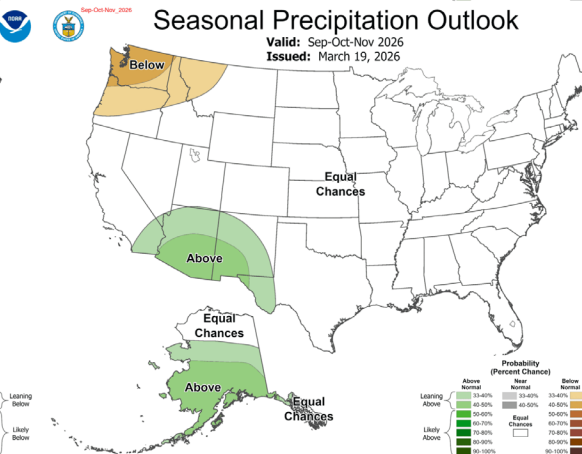 Sep-Oct-Nov_2026
NOAA
Seasonal Precipitation Outlook
Valid: Sep-Oct-Nov 2026
Issued: March 19, 2026
Below
Equal
Chances
Above
Equal
Chances
Above
Equal
Chances
Probability
(Percent Chance)
Above
Normal
Near
Normal
Below
Normal
Leaning
Below
Likely
Below
Leaning
Above
Likely
Above
33-40%
40-50%
50-60%
60-70%
70-80%
80-90%
90-100%
33-40%
40-50%
Equal
Chances
33-40%
40-50%
50-60%
60-70%
70-80%
80-90%
90-100%